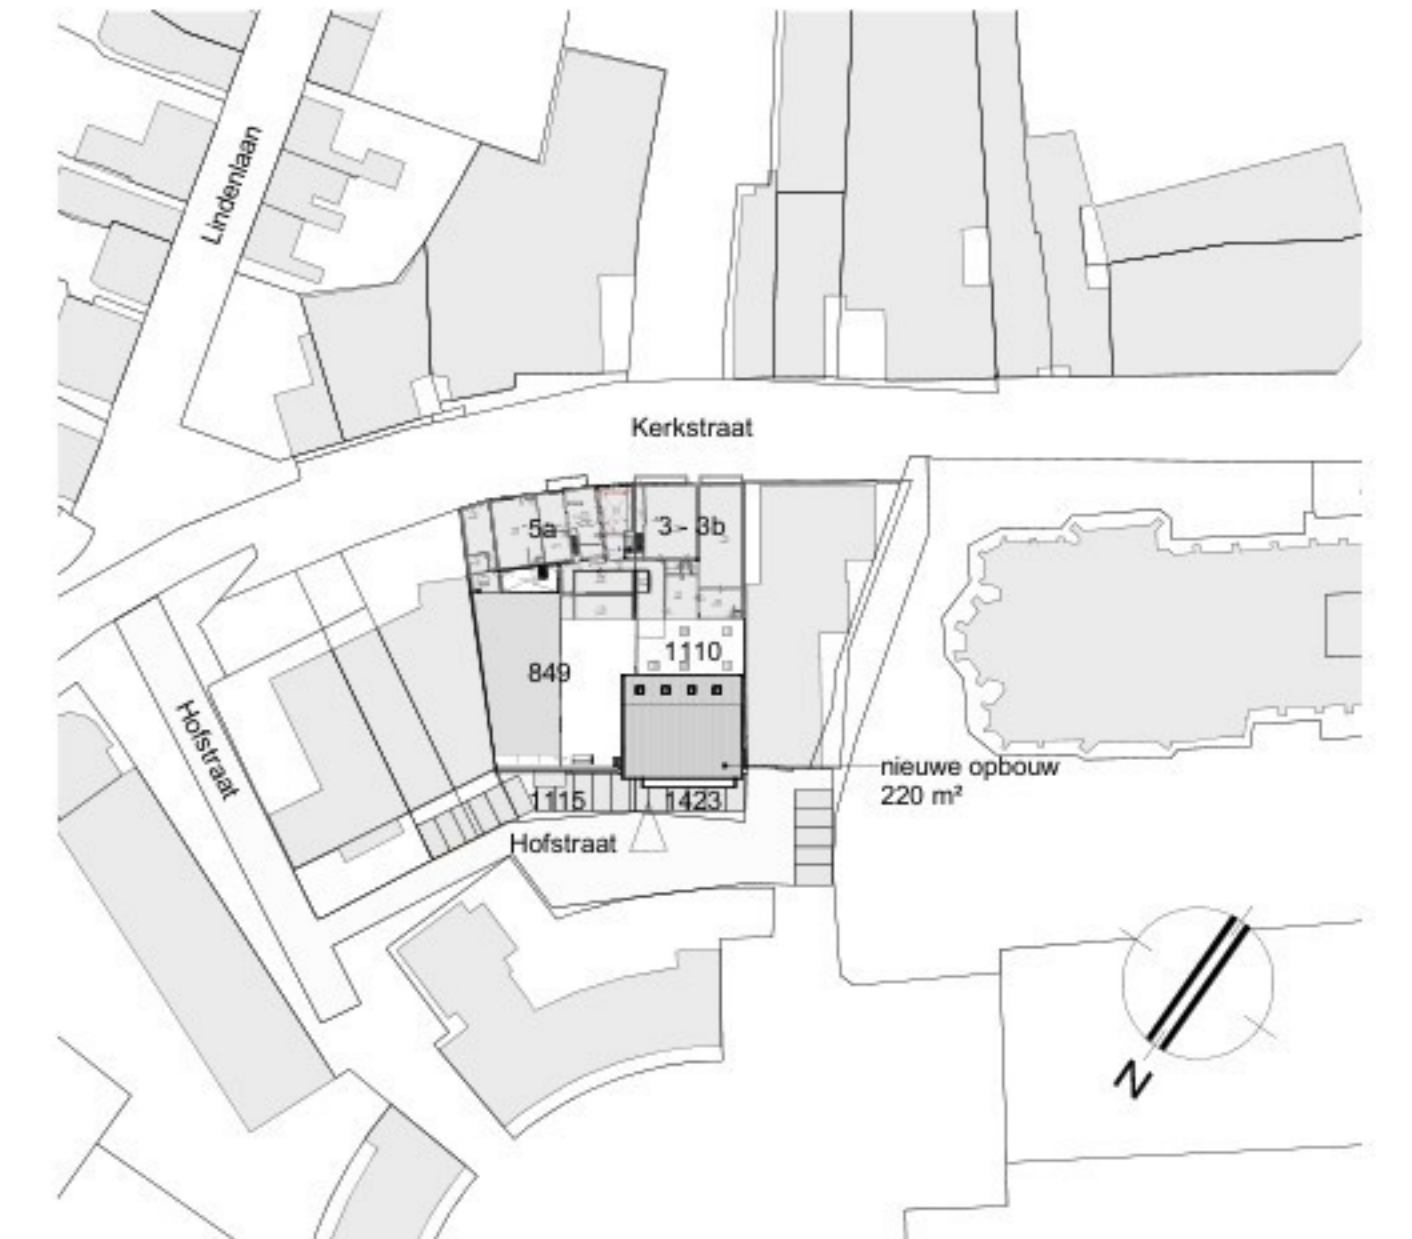 Lindenlaan
Kerkstraat
5a
3 - 3b
849
1110
Hofstraat
nieuwe opbouw
220 m²
1115
1423
Hofstraat
N